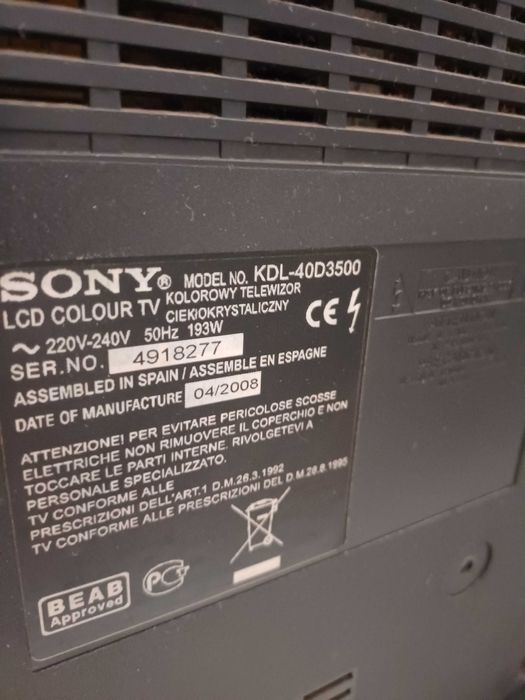 SONY® MODEL NO. KDL-40D3500
LCD COLOUR TV KOLOROWY TELEWIZOR
CIEKŁOKRYSTALICZNY
~ 220V-240V 50Hz 193W
SER.NO. 4918277
ASSEMBLED IN SPAIN / ASSEMBLE EN ESPAGNE
DATE OF MANUFACTURE 04/2008
ATTENZIONE! PER EVITARE PERICOLOSE SCOSSE
ELETTRICHE NON RIMUOVERE IL COPERCHIO E NON
TOCCARE LE PARTI INTERNE. RIVOLGETEVI A
PERSONALE SPECIALIZZATO.
TV CONFORME ALLE
PRESCRIZIONI DELL'ART.1 D.M.26.3.1992
TV CONFORME ALLE PRESCRIZIONI DEL D.M.28.8.1995
CE
BEAB
Approved
PG